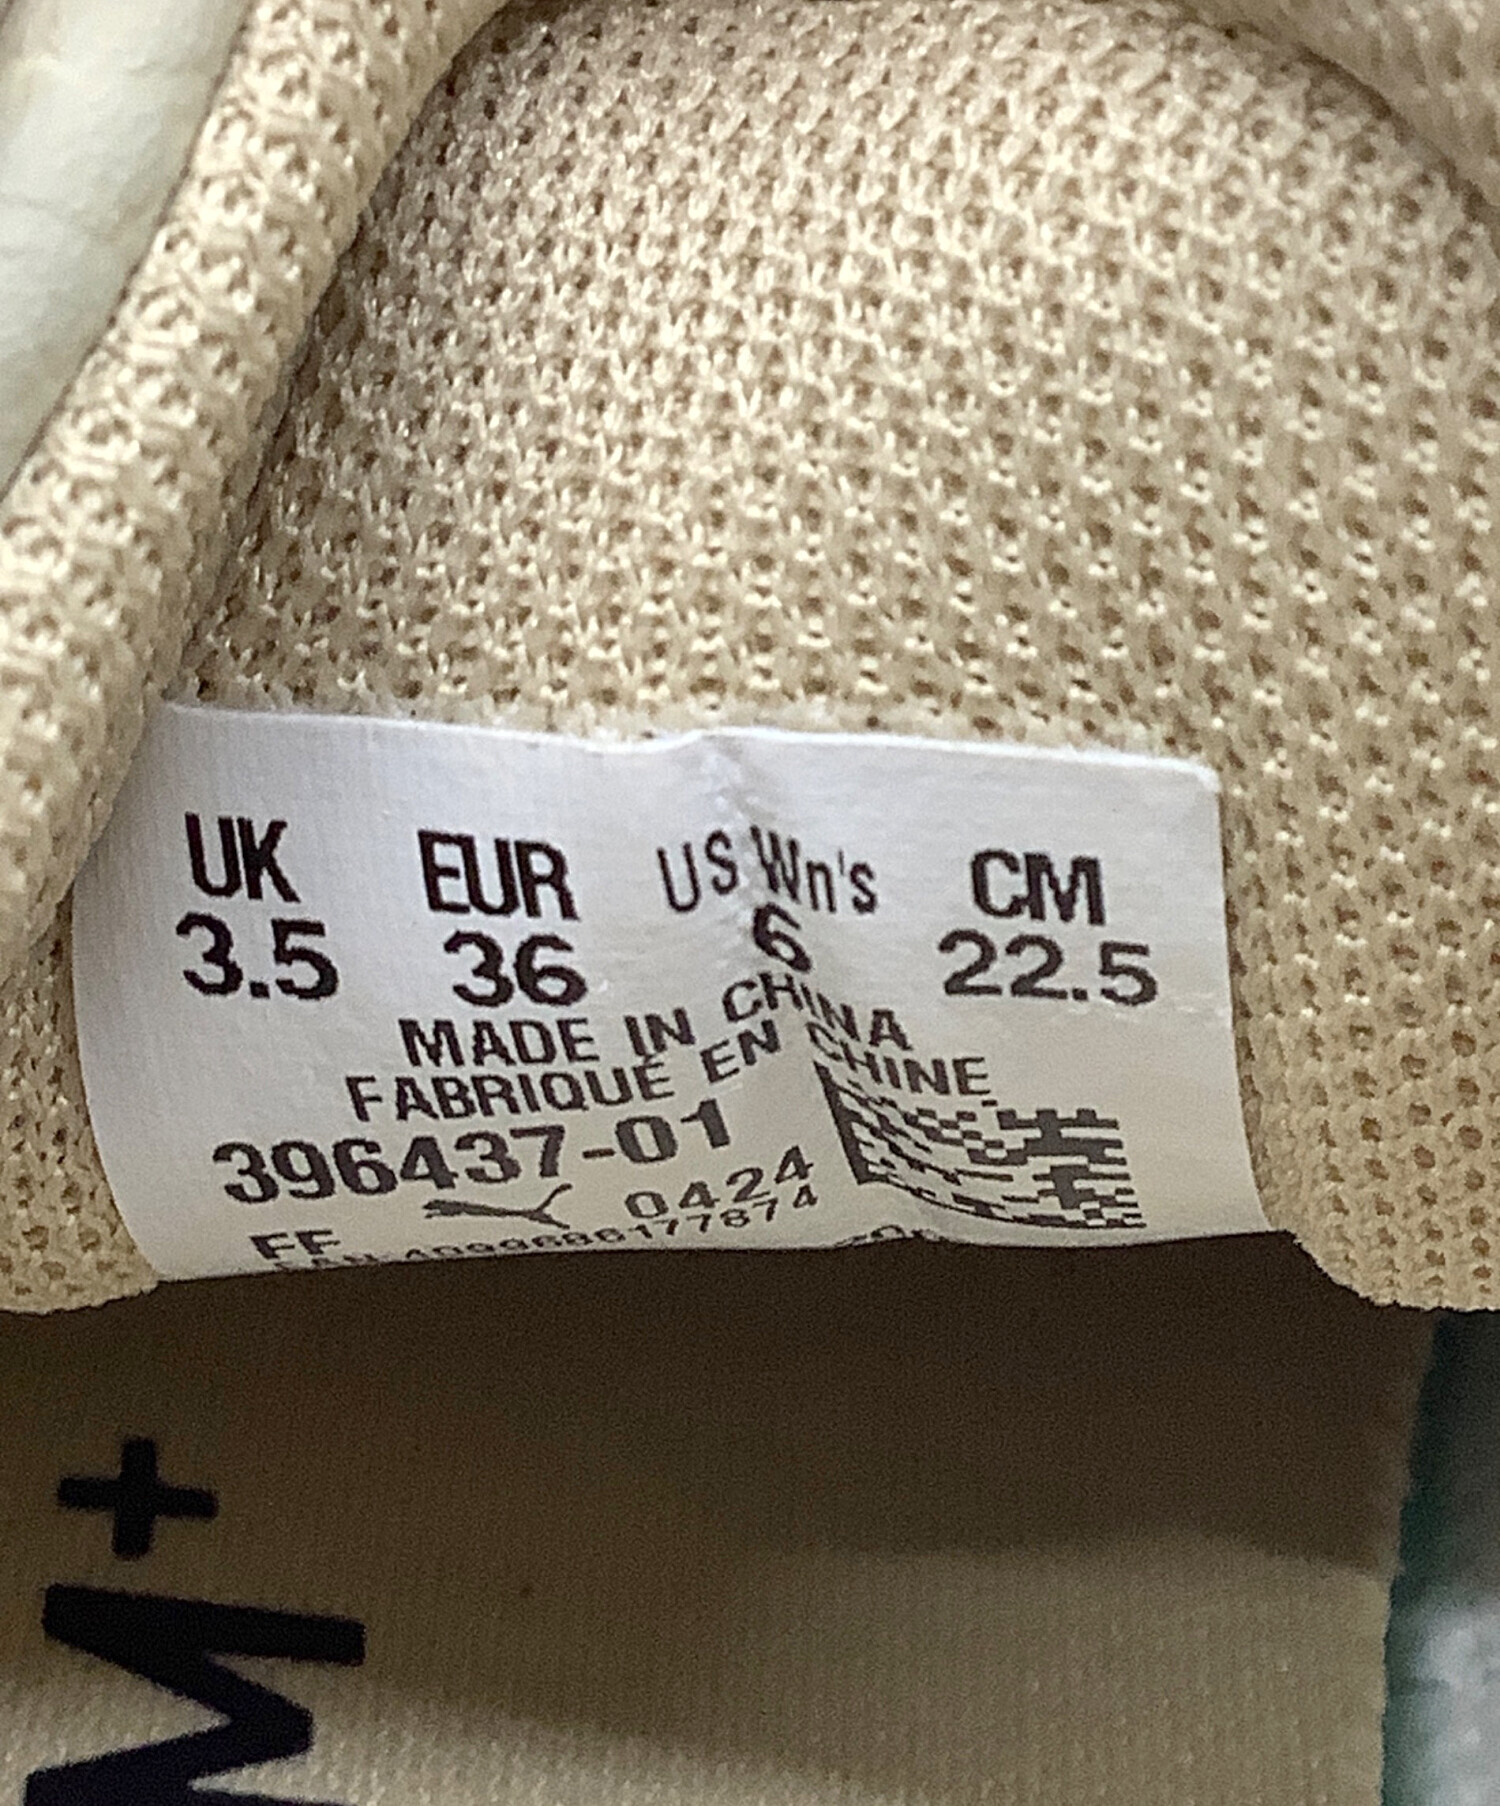 UK EUR US Wn's CM
3.5 36 6 22.5
MADE IN CHINA
FABRIQUÉ EN CHINE
396437-01
FF 0424
M+